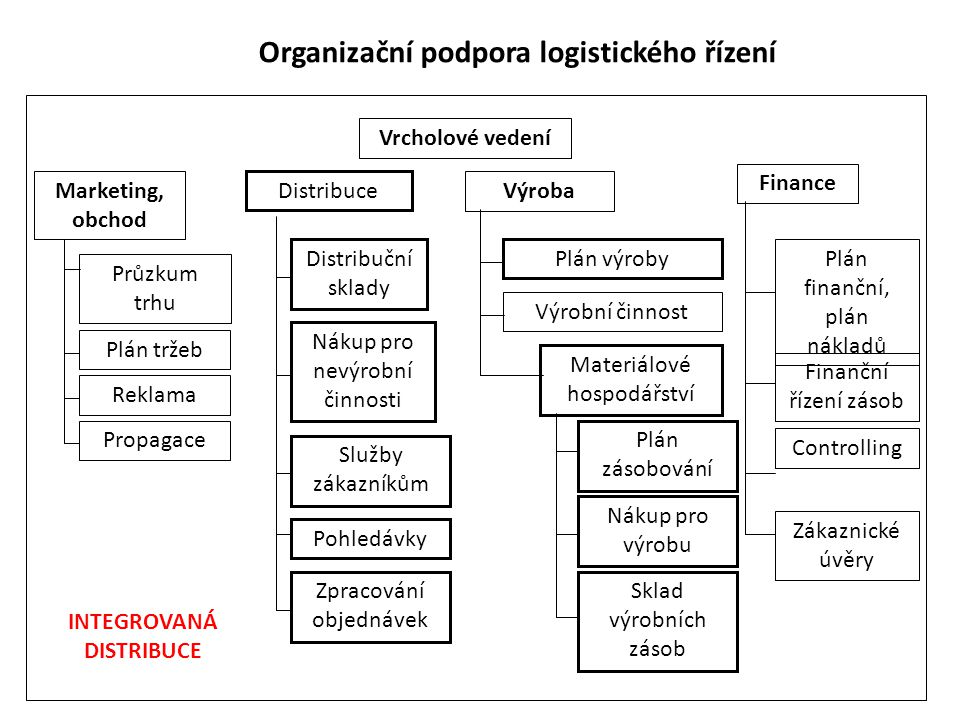 Organizační podpora logistického řízení
Vrcholové vedení
Marketing,
obchod
Průzkum
trhu
Plán tržeb
Reklama
Propagace
Distribuce
Distribuční
sklady
Nákup pro
nevýrobní
činnosti
Služby
zákazníkům
Pohledávky
Zpracování
objednávek
Výroba
Plán výroby
Výrobní činnost
Materiálové
hospodářství
Plán
zásobování
Nákup pro
výrobu
Sklad
výrobních
zásob
Finance
Plán
finanční,
plán
nákladů
Finanční
řízení zásob
Controlling
Zákaznické
úvěry
INTEGROVANÁ
DISTRIBUCE